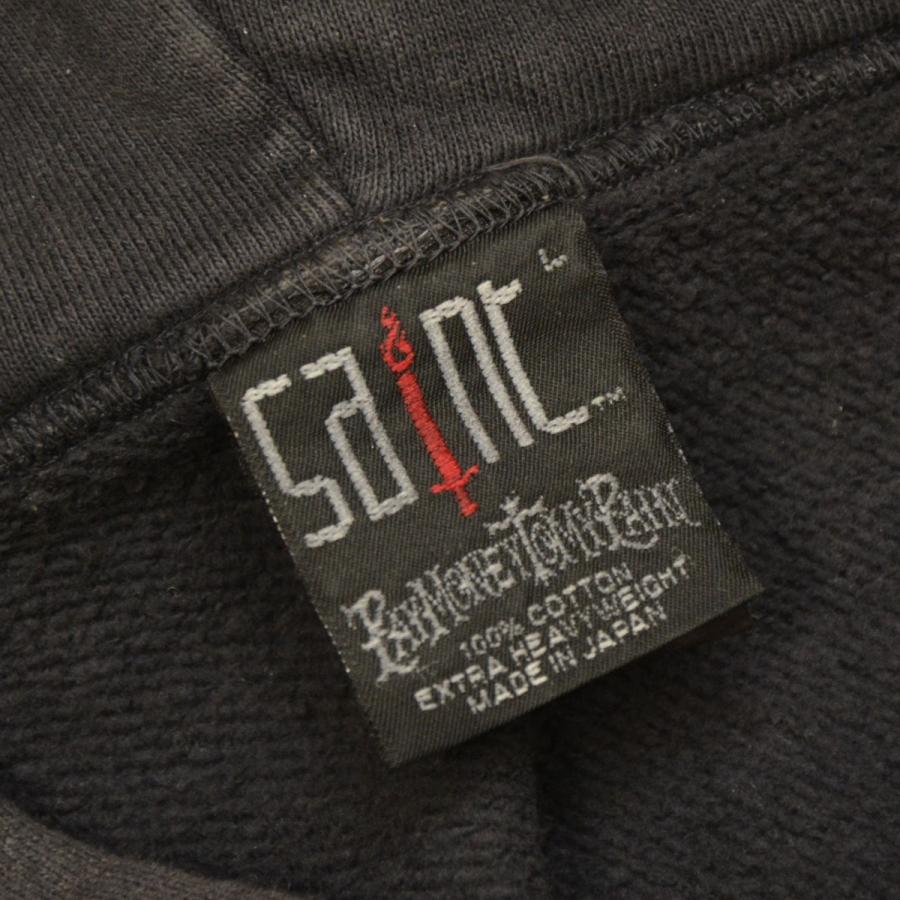 L
Saint™
PAYMONEYTOMYPAIN
100% COTTON
EXTRA HEAVYWEIGHT
MADE IN JAPAN